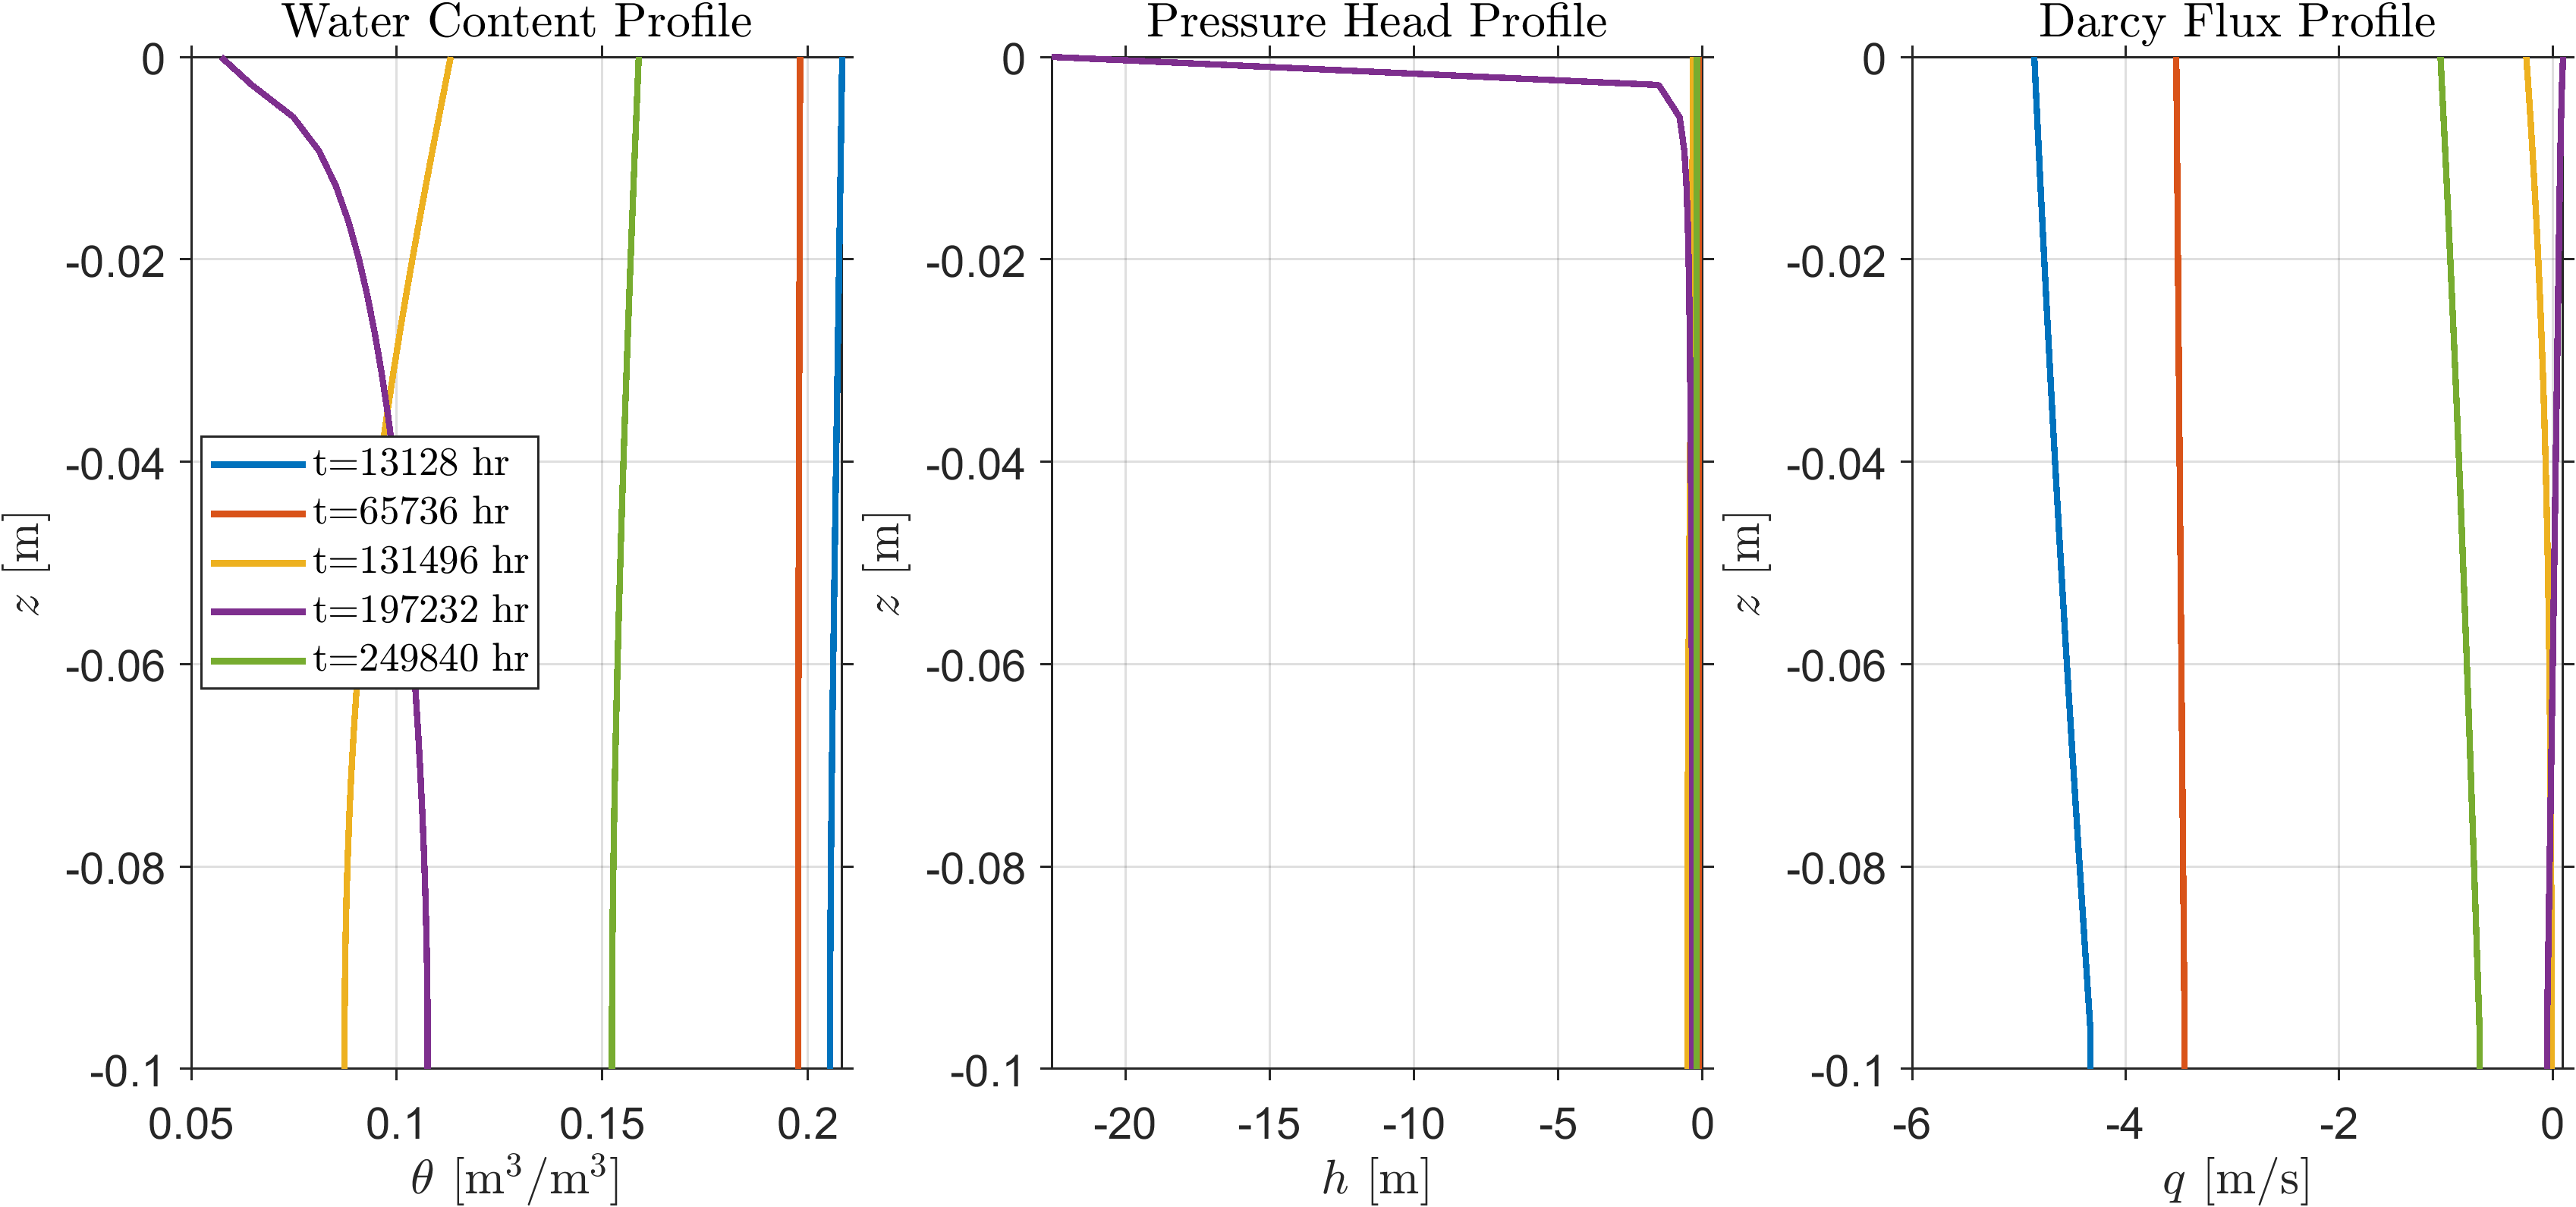 Water Content Profile
0
-0.02
-0.04
-0.06
-0.08
-0.1
z [m]
t=13128 hr
t=65736 hr
t=131496 hr
t=197232 hr
t=249840 hr
0.05 0.1 0.15 0.2
θ [m³/m³]
Pressure Head Profile
0
-0.02
-0.04
-0.06
-0.08
-0.1
z [m]
-20 -15 -10 -5 0
h [m]
Darcy Flux Profile
0
-0.02
-0.04
-0.06
-0.08
-0.1
z [m]
-6 -4 -2 0
q [m/s]